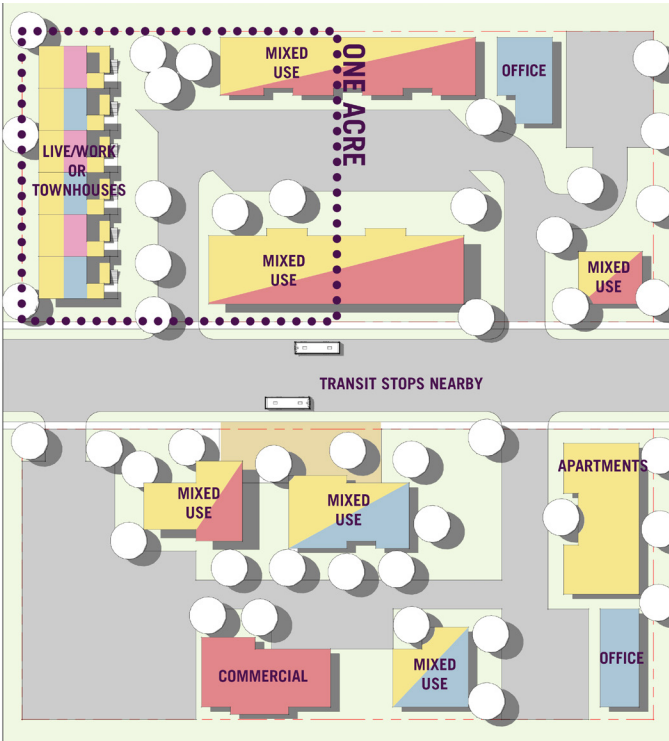 MIXED
USE
ONE ACRE
OFFICE
LIVE/WORK
OR
TOWNHOUSES
MIXED
USE
MIXED
USE
TRANSIT STOPS NEARBY
APARTMENTS
MIXED
USE
MIXED
USE
COMMERCIAL
MIXED
USE
OFFICE